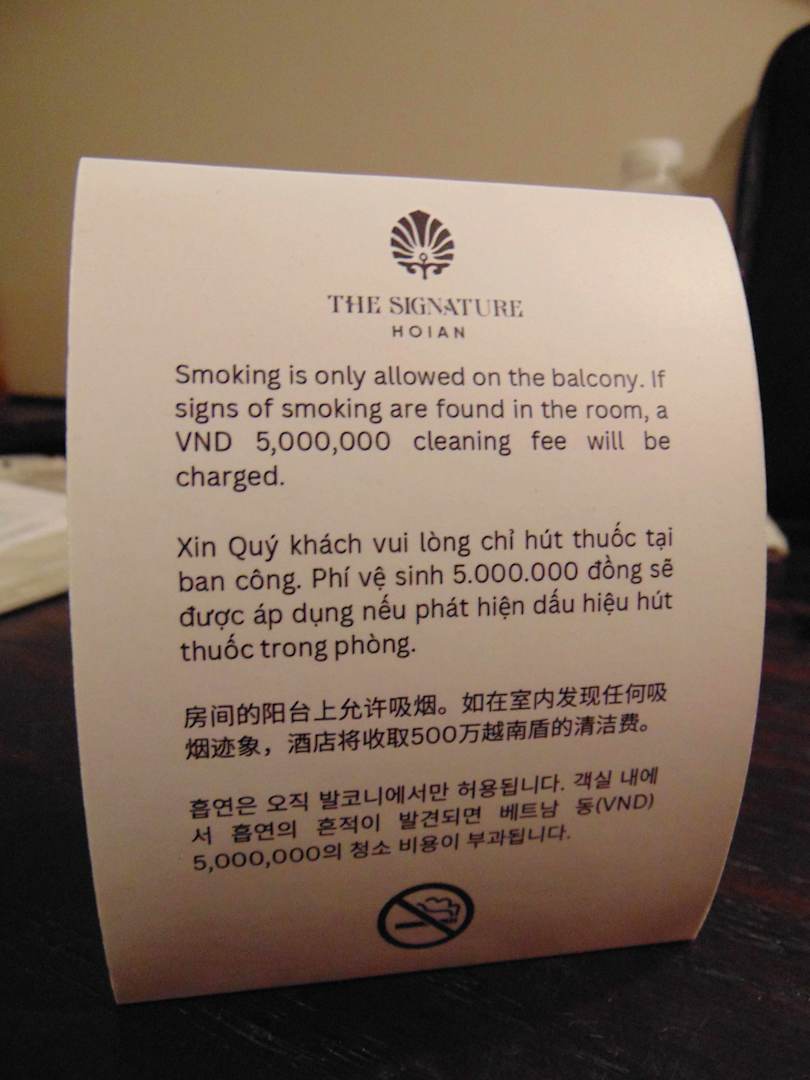 THE SIGNATURE
HOIAN
Smoking is only allowed on the balcony. If
signs of smoking are found in the room, a
VND 5,000,000 cleaning fee will be
charged.
Xin Quý khách vui lòng chỉ hút thuốc tại
ban công. Phí vệ sinh 5.000.000 đồng sẽ
được áp dụng nếu phát hiện dấu hiệu hút
thuốc trong phòng.
房间的阳台上允许吸烟。如在室内发现任何吸
烟迹象，酒店将收取500万越南盾的清洁费。
흡연은 오직 발코니에서만 허용됩니다. 객실 내에
서 흡연의 흔적이 발견되면 베트남 동(VND)
5,000,000의 청소 비용이 부과됩니다.